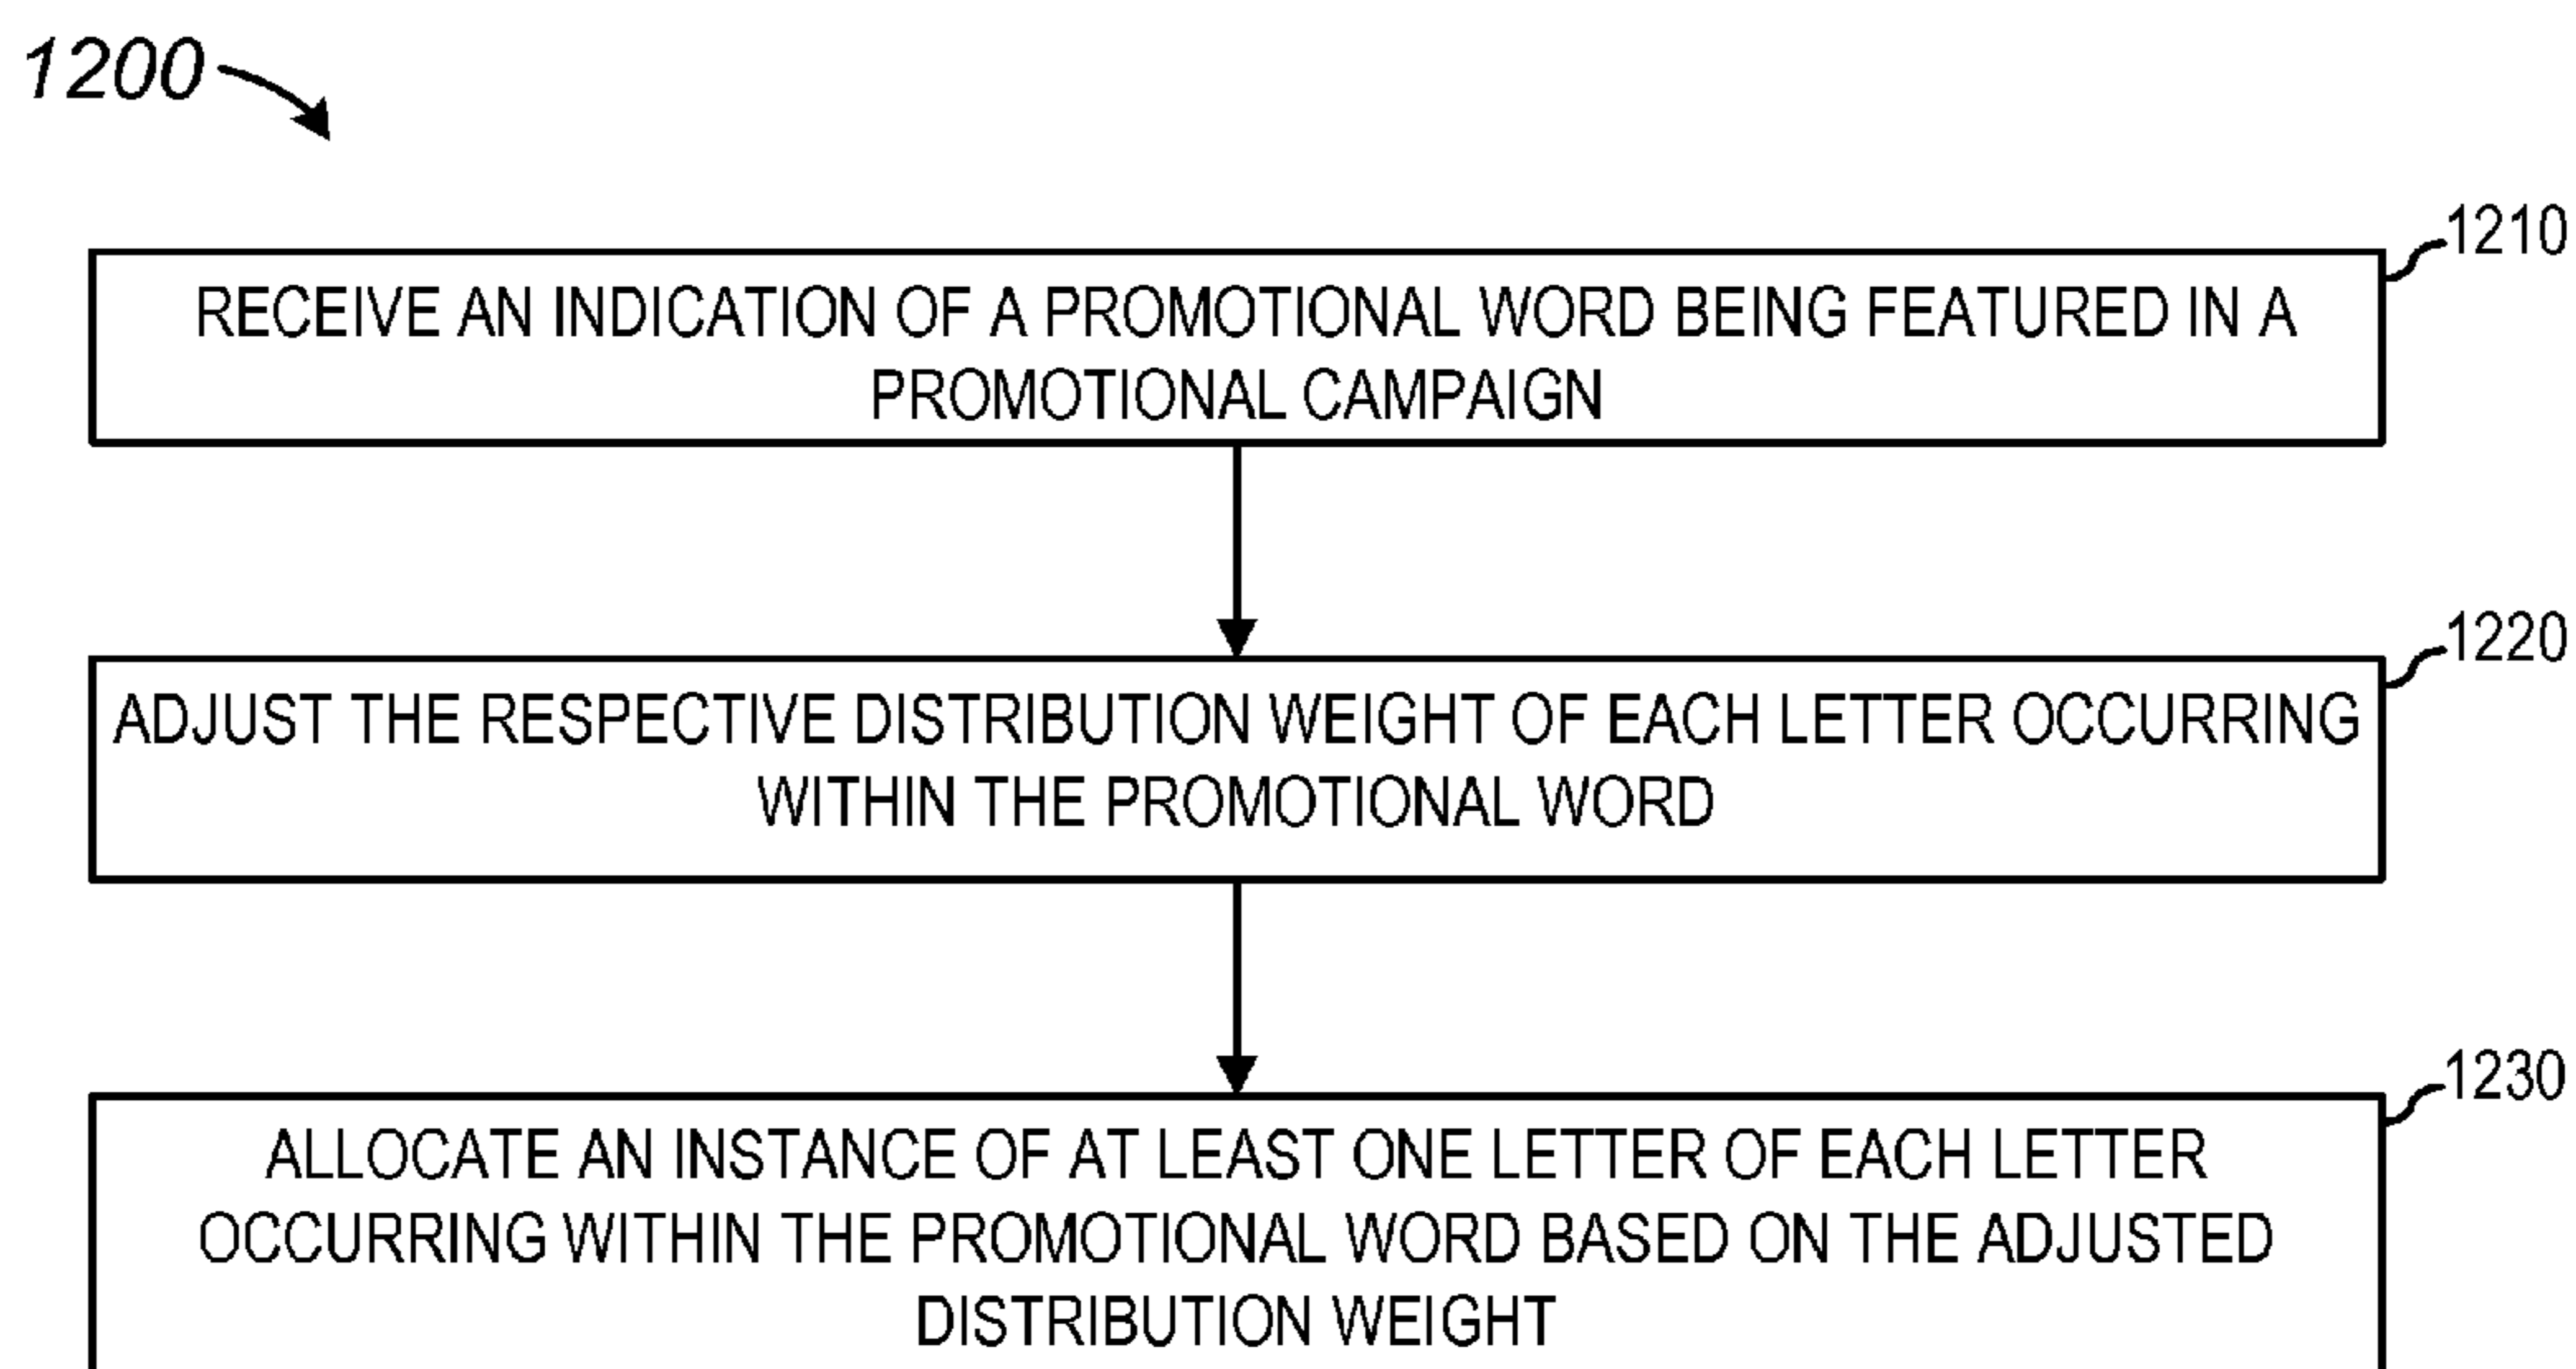 1200
1210
RECEIVE AN INDICATION OF A PROMOTIONAL WORD BEING FEATURED IN A
PROMOTIONAL CAMPAIGN
1220
ADJUST THE RESPECTIVE DISTRIBUTION WEIGHT OF EACH LETTER OCCURRING
WITHIN THE PROMOTIONAL WORD
1230
ALLOCATE AN INSTANCE OF AT LEAST ONE LETTER OF EACH LETTER
OCCURRING WITHIN THE PROMOTIONAL WORD BASED ON THE ADJUSTED
DISTRIBUTION WEIGHT